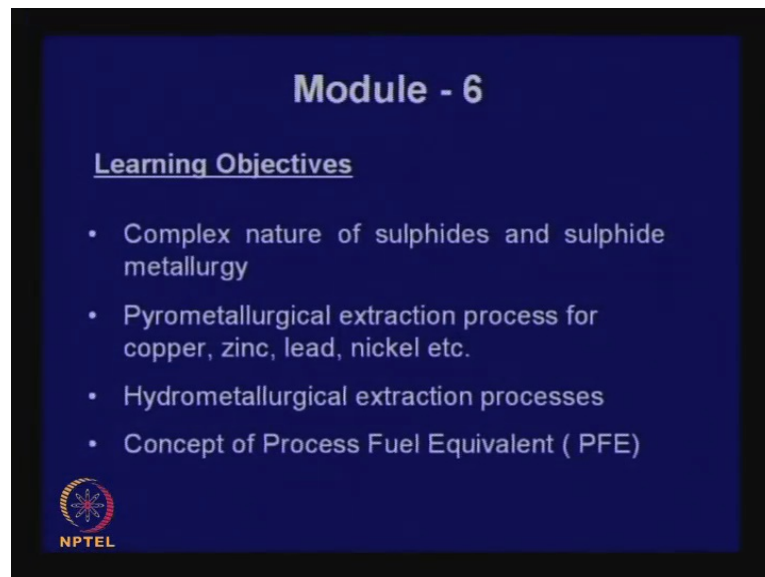 Module - 6
Learning Objectives
• Complex nature of sulphides and sulphide
metallurgy
• Pyrometallurgical extraction process for
copper, zinc, lead, nickel etc.
• Hydrometallurgical extraction processes
• Concept of Process Fuel Equivalent ( PFE)
NPTEL